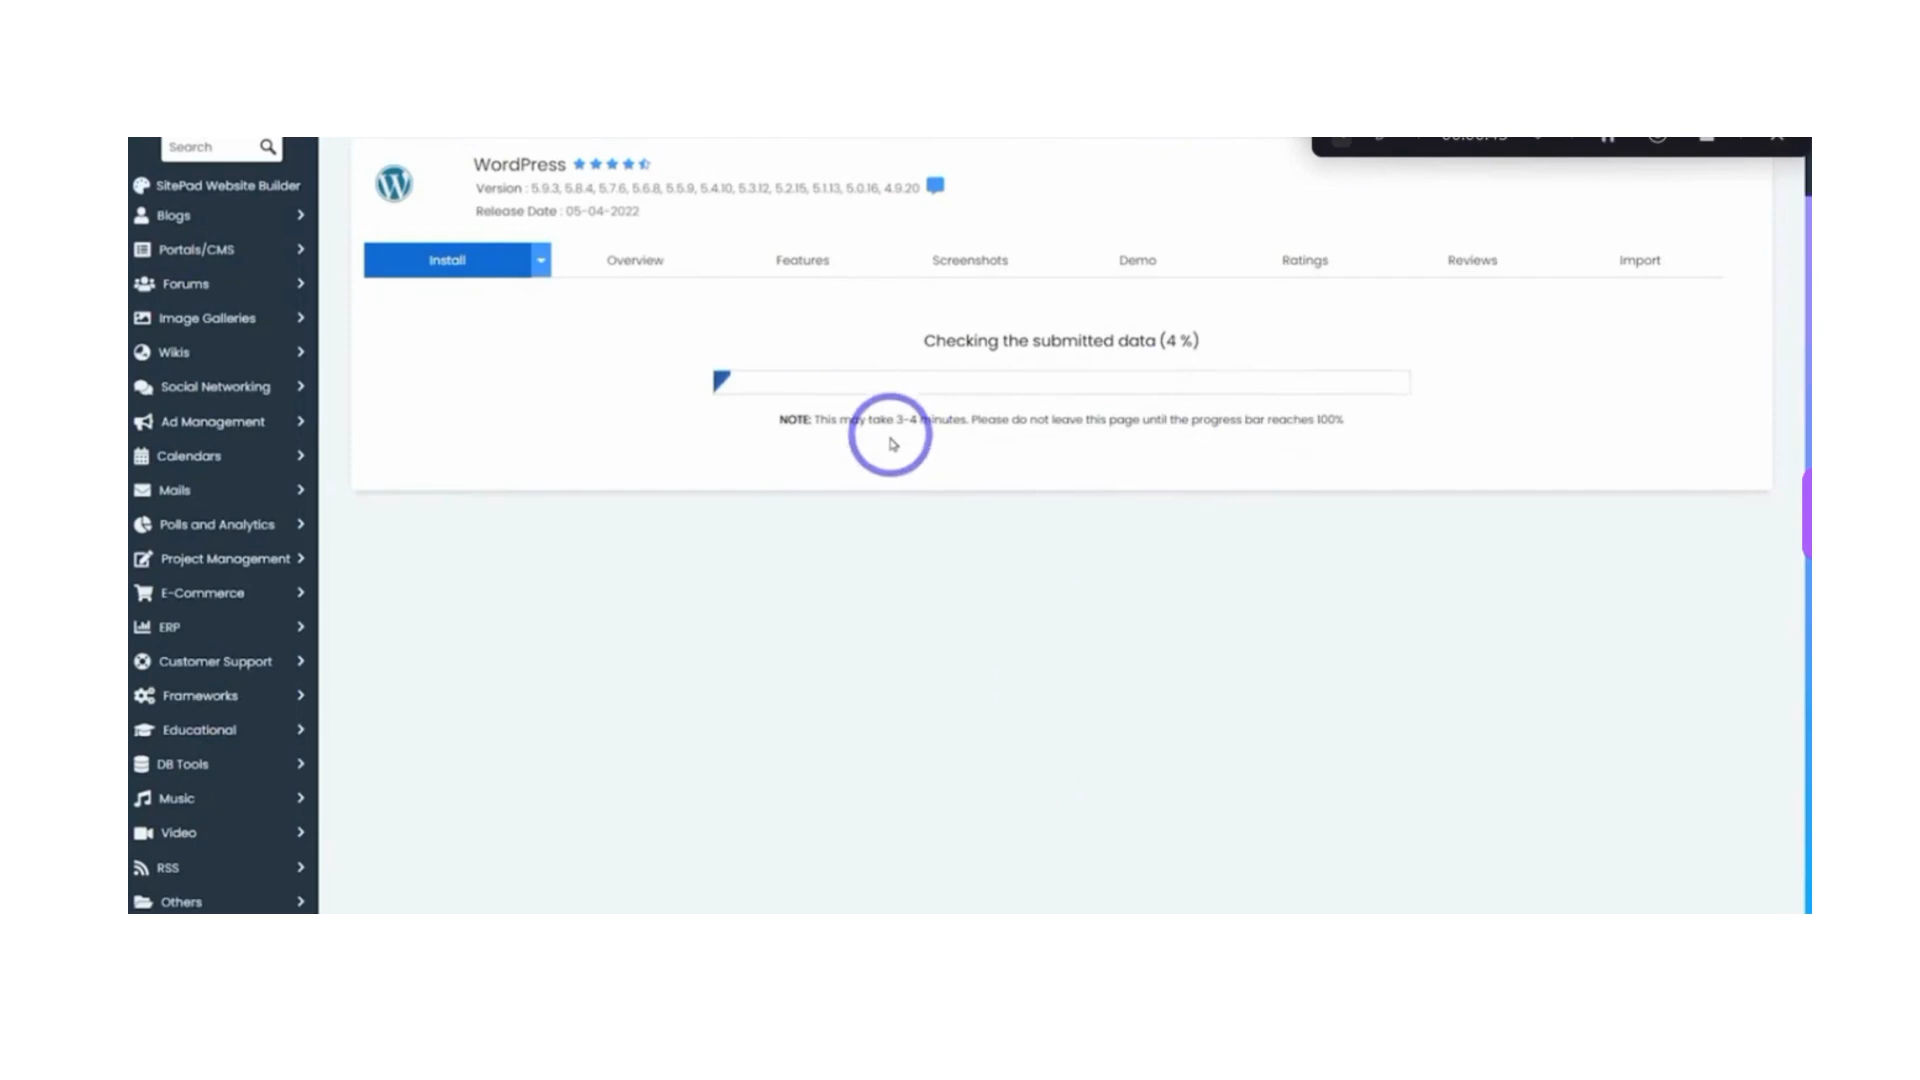 Search
SitePad Website Builder
Blogs
Portals/CMS
Forums
Image Galleries
Wikis
Social Networking
Ad Management
Calendars
Mails
Polls and Analytics
Project Management
E-Commerce
ERP
Customer Support
Frameworks
Educational
DB Tools
Music
Video
RSS
Others
WordPress
Version : 5.9.3, 5.8.4, 5.7.6, 5.6.8, 5.5.9, 5.4.10, 5.3.12, 5.2.15, 5.1.13, 5.0.16, 4.9.20
Release Date : 05-04-2022
Install Overview Features Screenshots Demo Ratings Reviews Import
Checking the submitted data (4 %)
NOTE: This may take 3-4 minutes. Please do not leave this page until the progress bar reaches 100%